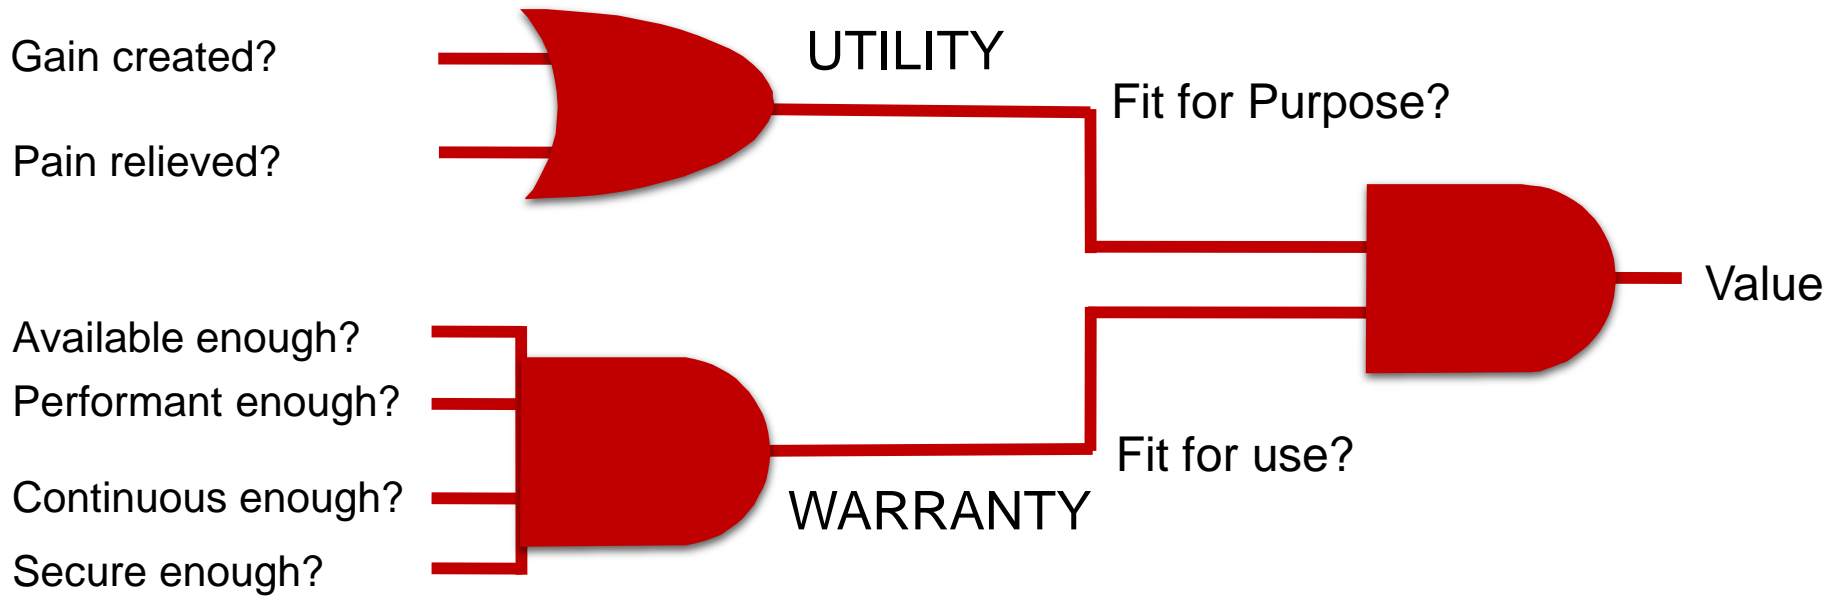 Gain created?
UTILITY
Fit for Purpose?
Pain relieved?
Value
Available enough?
Performant enough?
Fit for use?
Continuous enough?
WARRANTY
Secure enough?